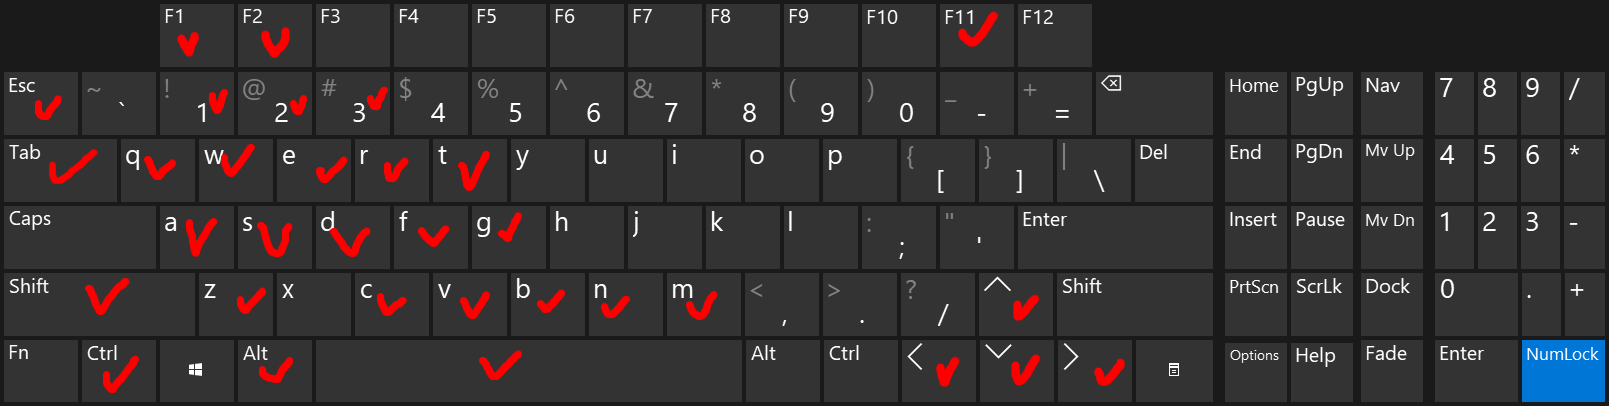 F1 F2 F3 F4 F5 F6 F7 F8 F9 F10 F11 F12
Esc ~ ` ! 1 @ 2 # 3 $ 4 % 5 ^ 6 & 7 * 8 ( 9 ) 0 _ - + = Home PgUp Nav 7 8 9 /
Tab q w e r t y u i o p { [ } ] | \ Del End PgDn Mv Up 4 5 6 *
Caps a s d f g h j k l : ; " ' Enter Insert Pause Mv Dn 1 2 3 -
Shift z x c v b n m < , > . ? / Shift PrtScn ScrLk Dock 0 . +
Fn Ctrl Alt Alt Ctrl Options Help Fade Enter NumLock